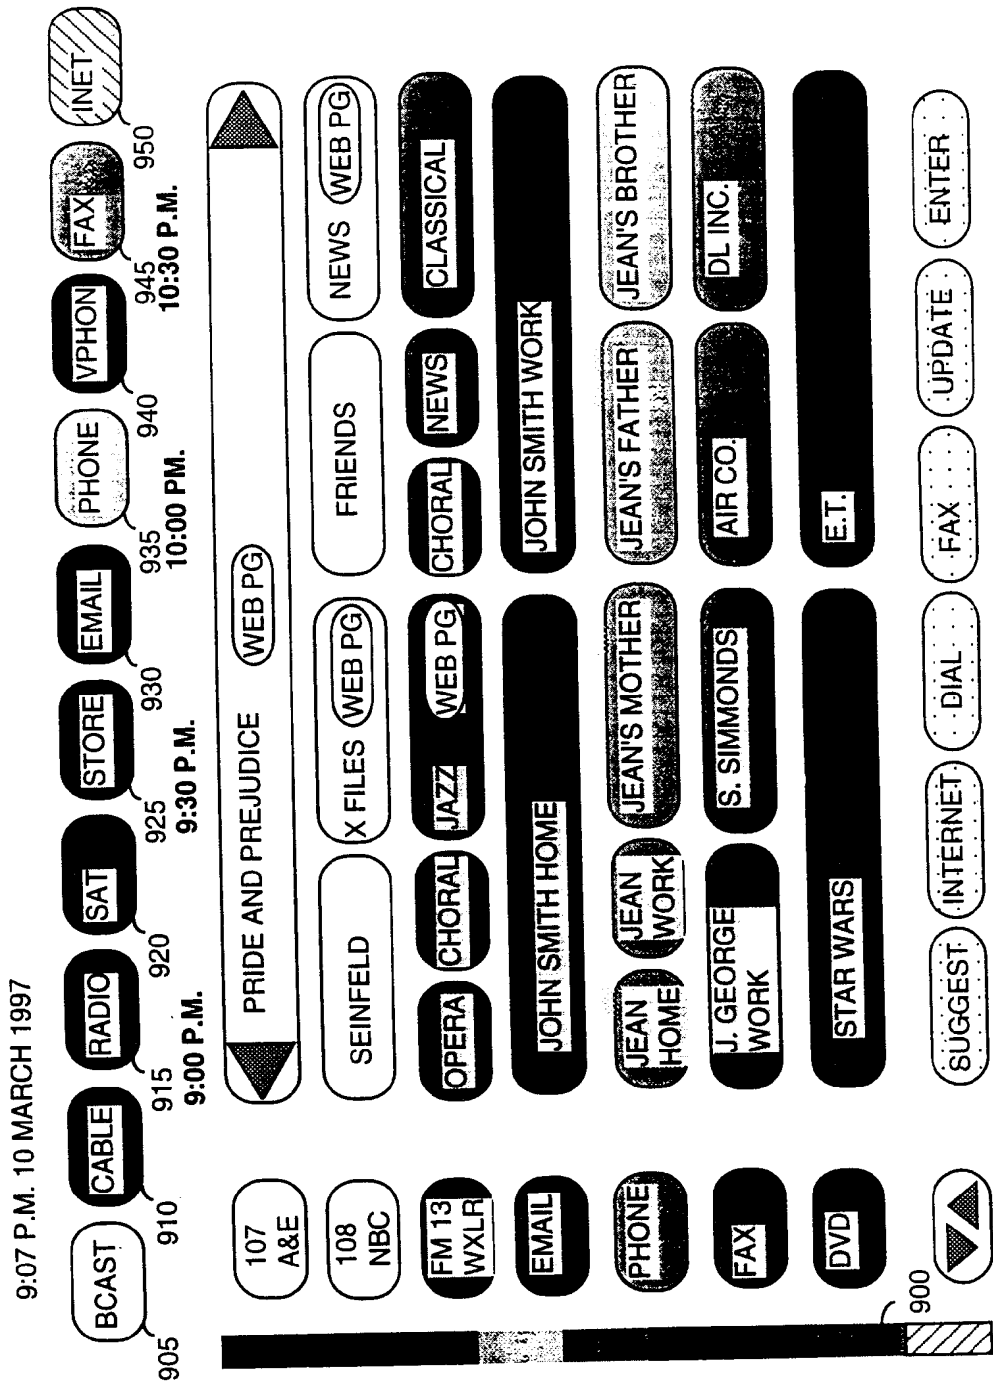 9:07 P.M. 10 MARCH 1997
BCAST CABLE RADIO SAT STORE EMAIL PHONE VPHON FAX INET
905 910 915 920 925 930 935 940 945 950
9:00 P.M. 9:30 P.M. 10:00 PM. 10:30 P.M.
107 A&E PRIDE AND PREJUDICE WEB PG
108 NBC SEINFELD X FILES WEB PG FRIENDS NEWS WEB PG
FM 13 WXLR OPERA CHORAL JAZZ WEB PG CHORAL NEWS CLASSICAL
EMAIL JOHN SMITH HOME JOHN SMITH WORK
PHONE JEAN HOME JEAN WORK JEAN'S MOTHER JEAN'S FATHER JEAN'S BROTHER
FAX J. GEORGE WORK S. SIMMONDS AIR CO. DL INC.
DVD STAR WARS E.T.
900
SUGGEST INTERNET DIAL FAX UPDATE ENTER